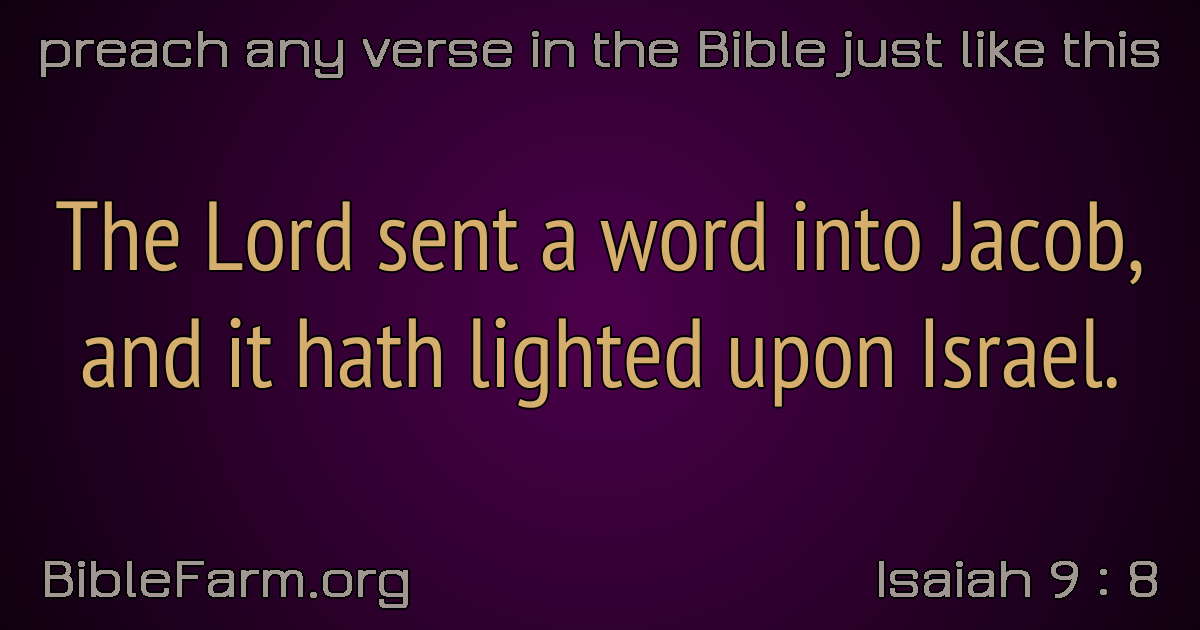 preach any verse in the Bible just like this
The Lord sent a word into Jacob,
and it hath lighted upon Israel.
BibleFarm.org
Isaiah 9 : 8